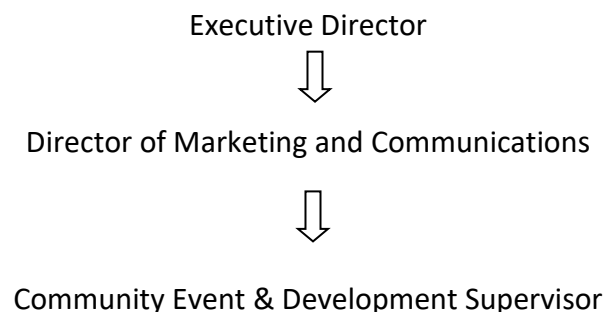 Executive Director
Director of Marketing and Communications
Community Event & Development Supervisor